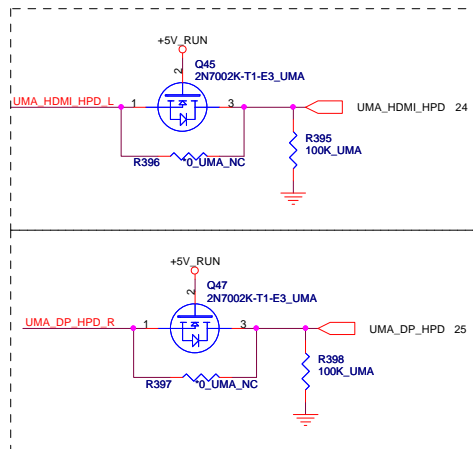 +5V_RUN
Q45
2N7002K-T1-E3_UMA
2
UMA_HDMI_HPD_L
1
3
UMA_HDMI_HPD 24
R395
100K_UMA
R396
*0_UMA_NC
+5V_RUN
Q47
2N7002K-T1-E3_UMA
2
UMA_DP_HPD_R
1
3
UMA_DP_HPD 25
R398
100K_UMA
R397
*0_UMA_NC